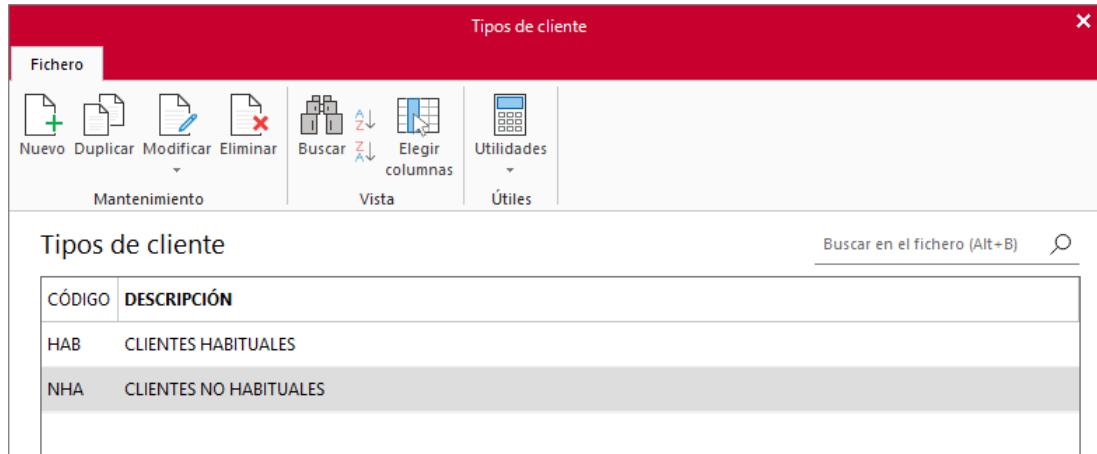 Tipos de cliente
Fichero
Nuevo Duplicar Modificar Eliminar Buscar Elegir columnas Utilidades
Mantenimiento Vista Útiles
Tipos de cliente Buscar en el fichero (Alt+B)
CÓDIGO DESCRIPCIÓN
HAB CLIENTES HABITUALES
NHA CLIENTES NO HABITUALES